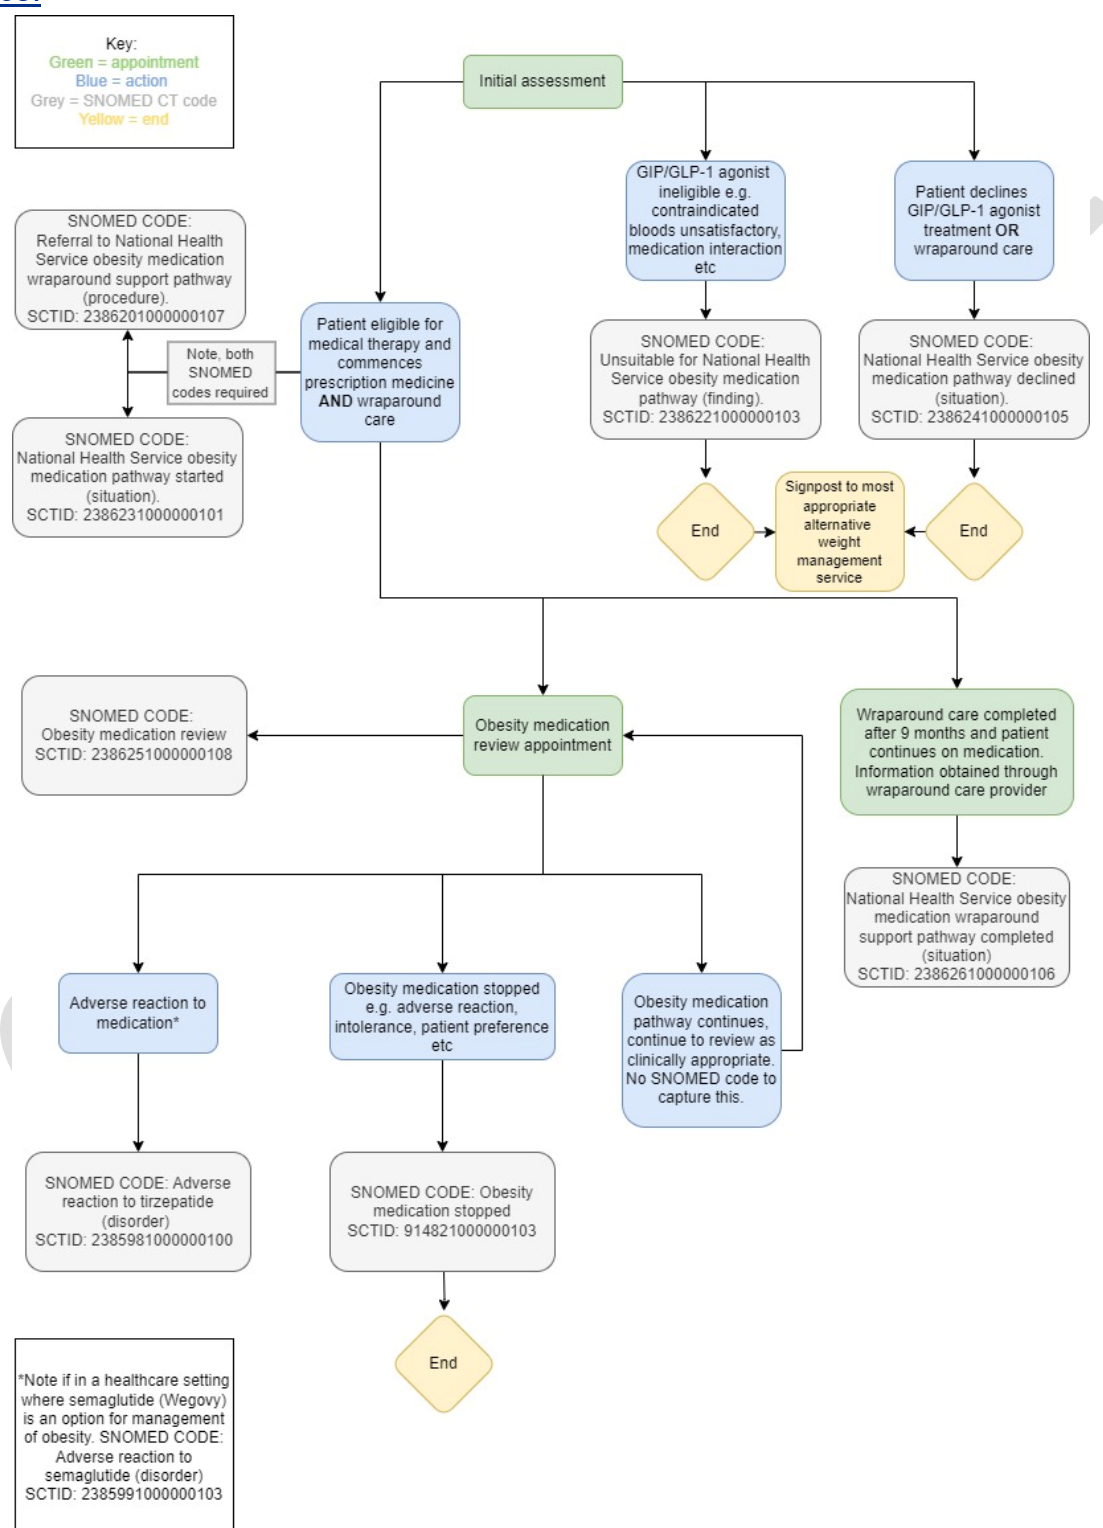 Key:
Green = appointment
Blue = action
Grey = SNOMED CT code
Yellow = end
Initial assessment
GIP/GLP-1 agonist
ineligible e.g.
contraindicated
bloods unsatisfactory,
medication interaction
etc
Patient declines
GIP/GLP-1 agonist
treatment OR
wraparound care
SNOMED CODE:
Referral to National Health
Service obesity medication
wraparound support pathway
(procedure).
SCTID: 2386201000000107
Patient eligible for
medical therapy and
commences
prescription medicine
AND wraparound
care
Note, both
SNOMED
codes required
SNOMED CODE:
Unsuitable for National Health
Service obesity medication
pathway (finding).
SCTID: 2386221000000103
SNOMED CODE:
National Health Service obesity
medication pathway declined
(situation).
SCTID: 2386241000000105
SNOMED CODE:
National Health Service obesity
medication pathway started
(situation).
SCTID: 2386231000000101
End
Signpost to most
appropriate
alternative
weight
management
service
End
SNOMED CODE:
Obesity medication review
SCTID: 2386251000000108
Obesity medication
review appointment
Wraparound care completed
after 9 months and patient
continues on medication.
Information obtained through
wraparound care provider
SNOMED CODE:
National Health Service obesity
medication wraparound
support pathway completed
(situation)
SCTID: 2386261000000106
Adverse reaction to
medication*
Obesity medication stopped
e.g. adverse reaction,
intolerance, patient preference
etc
Obesity medication
pathway continues,
continue to review as
clinically appropriate.
No SNOMED code to
capture this.
SNOMED CODE: Adverse
reaction to tirzepatide
(disorder)
SCTID: 2385981000000100
SNOMED CODE: Obesity
medication stopped
SCTID: 914821000000103
End
*Note if in a healthcare setting
where semaglutide (Wegovy)
is an option for management
of obesity. SNOMED CODE:
Adverse reaction to
semaglutide (disorder)
SCTID: 2385991000000103